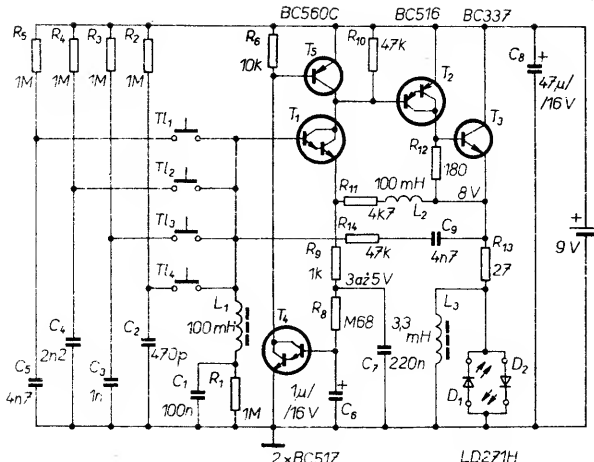 BC560C
BC516
BC337
R5
R4
R3
R2
R6
R10
C8
1M
1M
1M
1M
10K
T5
47k
T2
47µ/
/16V
Tl1
T1
T3
R12
180
Tl2
R11
100mH
4k7
L2
8V
R14
C9
Tl3
R9
47k
4n7
R13
1k
27
9V
Tl4
3až5V
L1
T4
R8
L3
100mH
M68
3,3
mH
C4
C2
2n2
470p
C7
220n
C5
C3
C1
R1
1µ/
D1
D2
4n7
1n
100n
1M
/16V
C6
2×BC517
LD271H